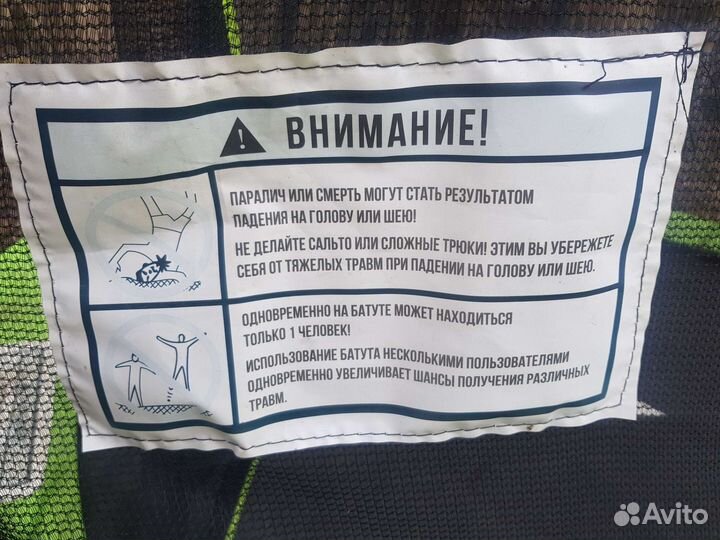 ВНИМАНИЕ!
ПАРАЛИЧ ИЛИ СМЕРТЬ МОГУТ СТАТЬ РЕЗУЛЬТАТОМ
ПАДЕНИЯ НА ГОЛОВУ ИЛИ ШЕЮ!
НЕ ДЕЛАЙТЕ САЛЬТО ИЛИ СЛОЖНЫЕ ТРЮКИ! ЭТИМ ВЫ УБЕРЕЖЕТЕ
СЕБЯ ОТ ТЯЖЕЛЫХ ТРАВМ ПРИ ПАДЕНИИ НА ГОЛОВУ ИЛИ ШЕЮ.
ОДНОВРЕМЕННО НА БАТУТЕ МОЖЕТ НАХОДИТЬСЯ
ТОЛЬКО 1 ЧЕЛОВЕК!
ИСПОЛЬЗОВАНИЕ БАТУТА НЕСКОЛЬКИМИ ПОЛЬЗОВАТЕЛЯМИ
ОДНОВРЕМЕННО УВЕЛИЧИВАЕТ ШАНСЫ ПОЛУЧЕНИЯ РАЗЛИЧНЫХ
ТРАВМ.
Avito